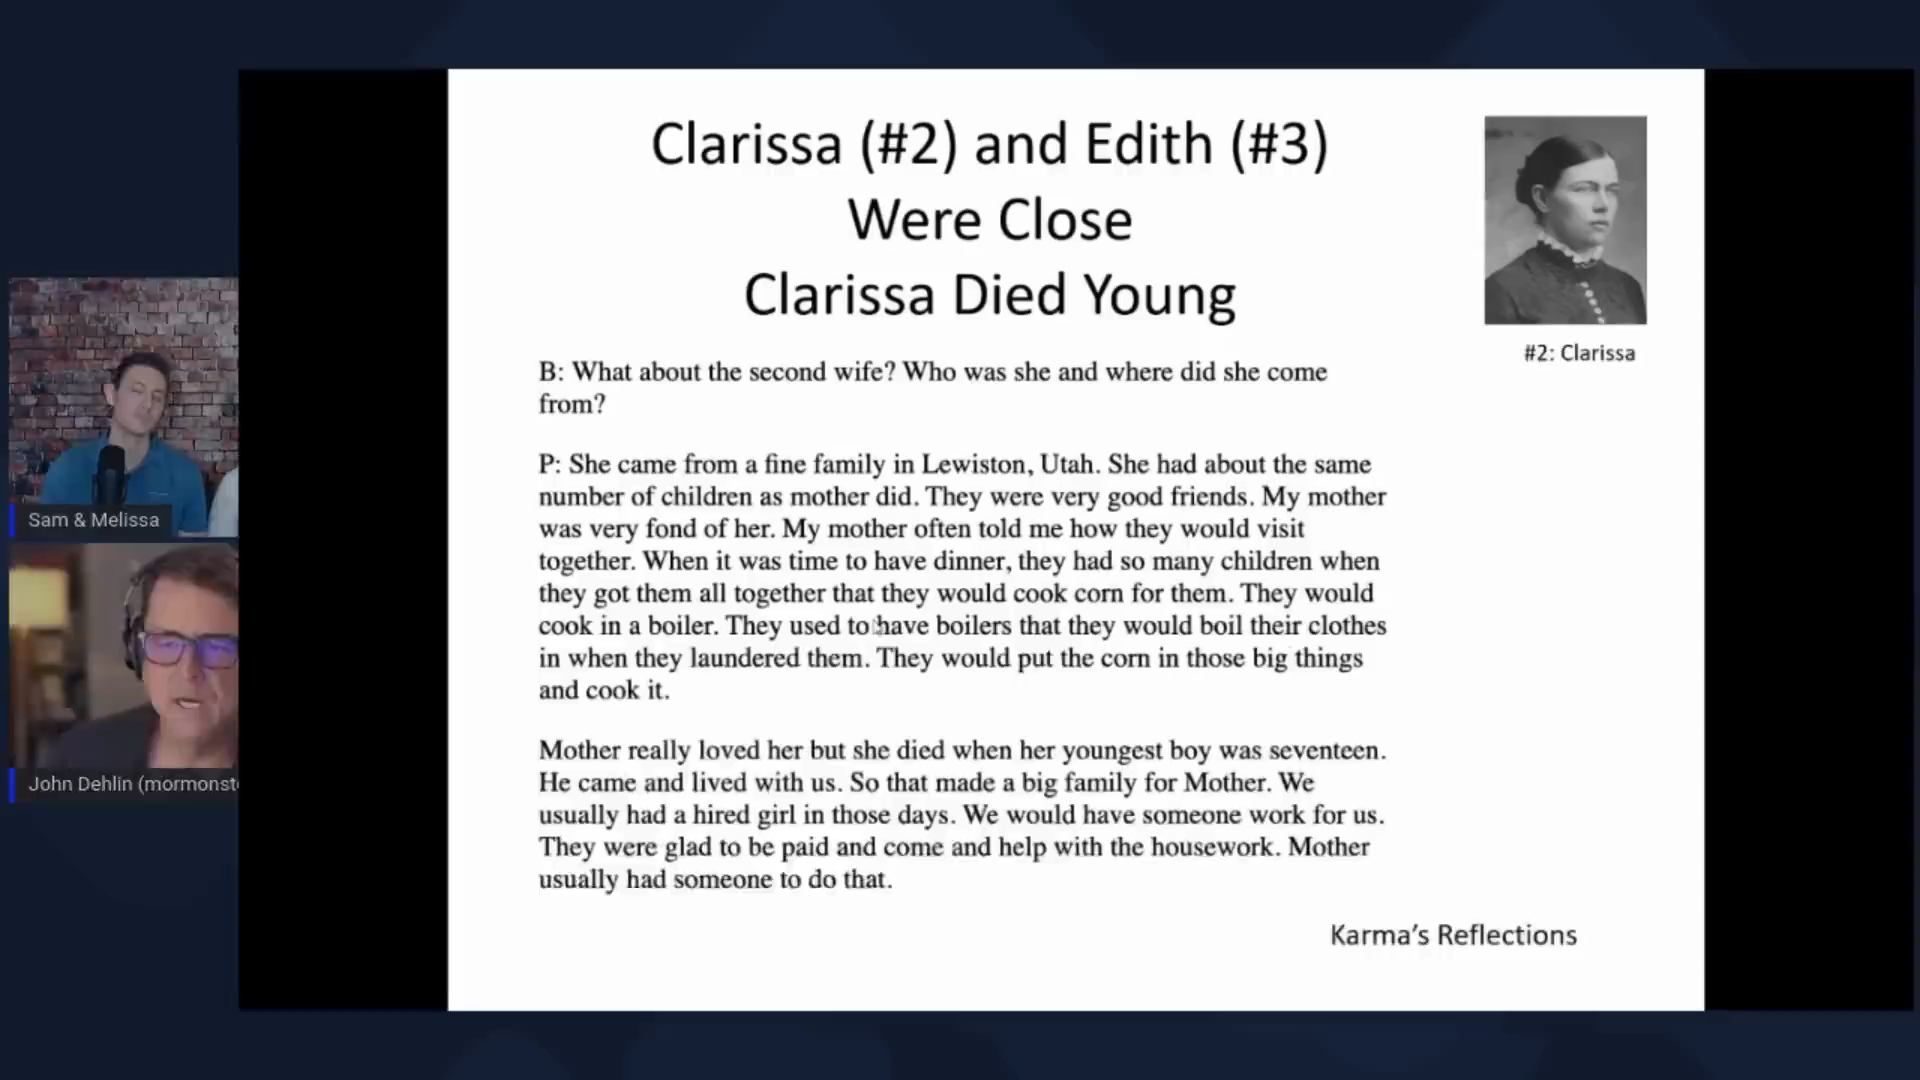 Clarissa (#2) and Edith (#3)
Were Close
Clarissa Died Young
#2: Clarissa
B: What about the second wife? Who was she and where did she come
from?
P: She came from a fine family in Lewiston, Utah. She had about the same
number of children as mother did. They were very good friends. My mother
was very fond of her. My mother often told me how they would visit
together. When it was time to have dinner, they had so many children when
they got them all together that they would cook corn for them. They would
cook in a boiler. They used to have boilers that they would boil their clothes
in when they laundered them. They would put the corn in those big things
and cook it.
Mother really loved her but she died when her youngest boy was seventeen.
He came and lived with us. So that made a big family for Mother. We
usually had a hired girl in those days. We would have someone work for us.
They were glad to be paid and come and help with the housework. Mother
usually had someone to do that.
Karma's Reflections
Sam & Melissa
John Dehlin (mormonst